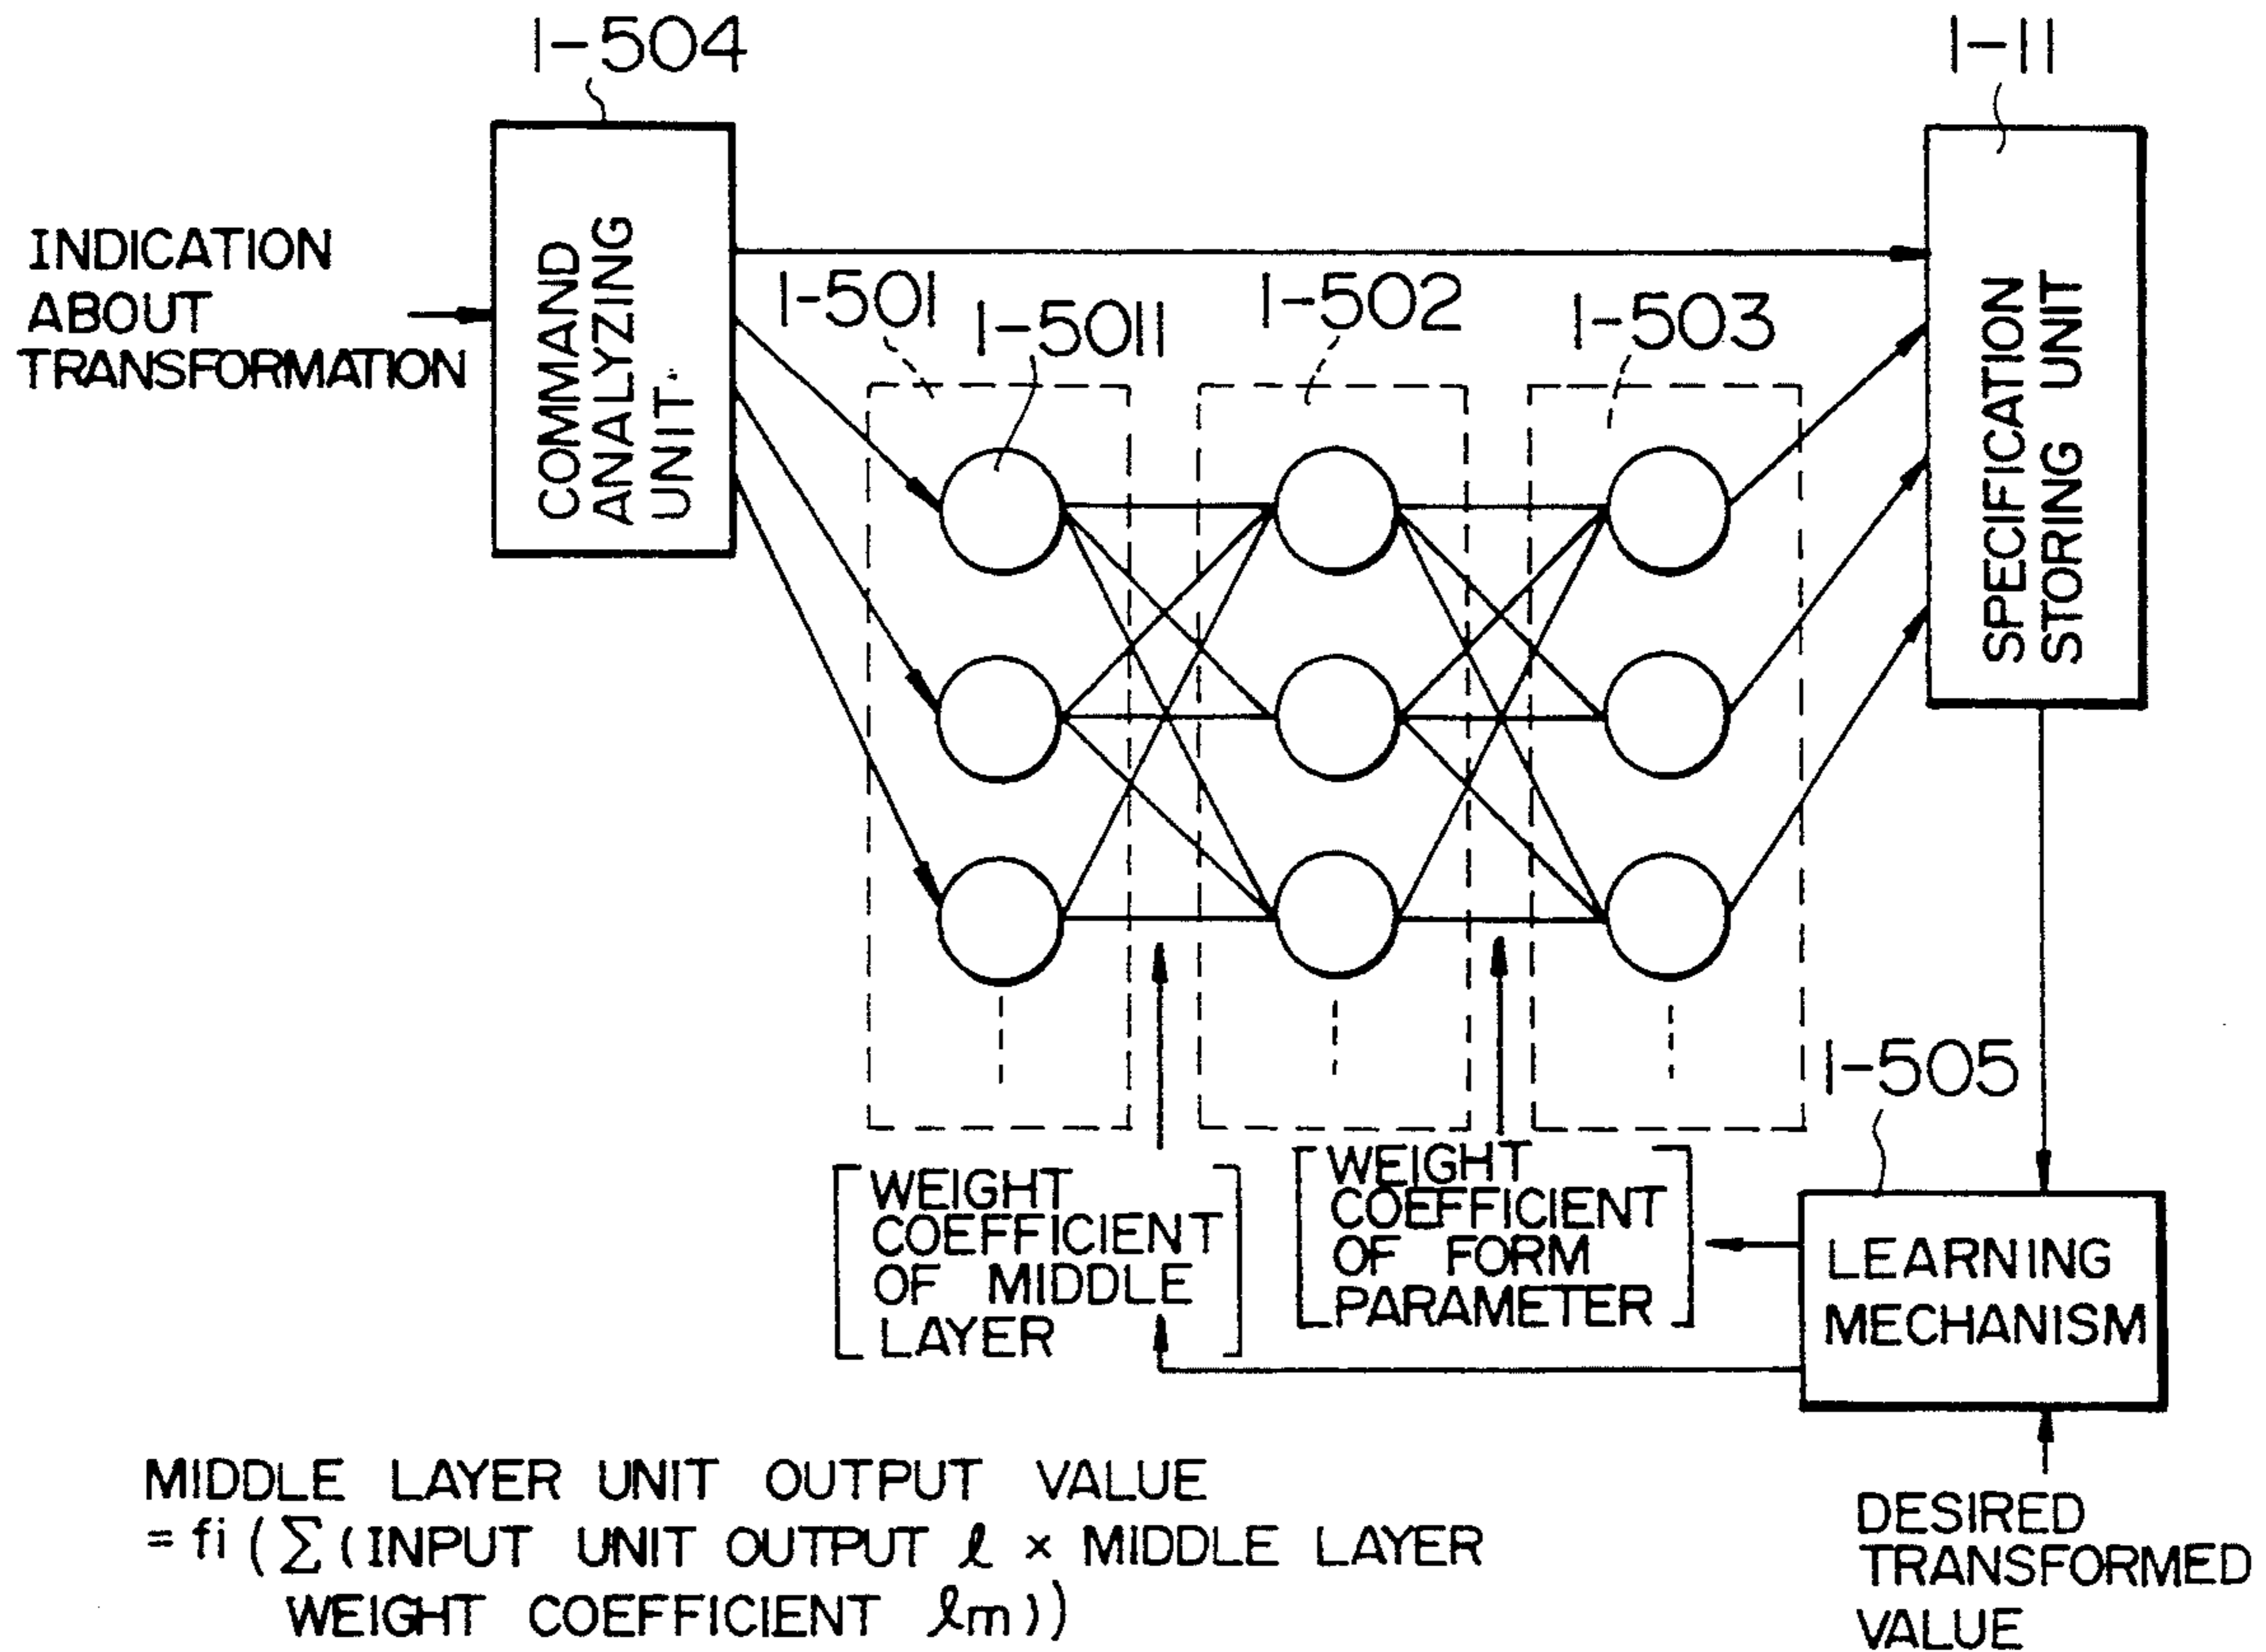 1-504
1-11
INDICATION
ABOUT
TRANSFORMATION
COMMAND
ANALYZING
UNIT
1-501
1-5011
1-502
1-503
SPECIFICATION
STORING UNIT
1-505
WEIGHT
COEFFICIENT
OF MIDDLE
LAYER
WEIGHT
COEFFICIENT
OF FORM
PARAMETER
LEARNING
MECHANISM
MIDDLE LAYER UNIT OUTPUT VALUE
= fi (∑ (INPUT UNIT OUTPUT ℓ × MIDDLE LAYER
WEIGHT COEFFICIENT ℓm))
DESIRED
TRANSFORMED
VALUE